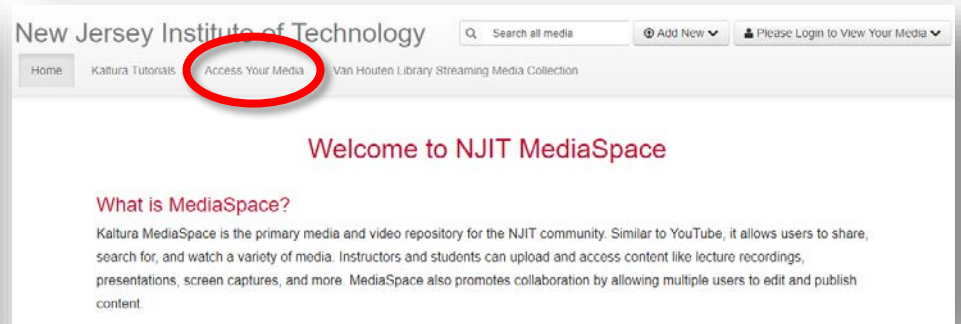 New Jersey Institute of Technology
Search all media
Add New
Please Login to View Your Media
Home Kaltura Tutorials Access Your Media Van Houten Library Streaming Media Collection
Welcome to NJIT MediaSpace
What is MediaSpace?
Kaltura MediaSpace is the primary media and video repository for the NJIT community. Similar to YouTube, it allows users to share,
search for, and watch a variety of media. Instructors and students can upload and access content like lecture recordings,
presentations, screen captures, and more. MediaSpace also promotes collaboration by allowing multiple users to edit and publish
content.